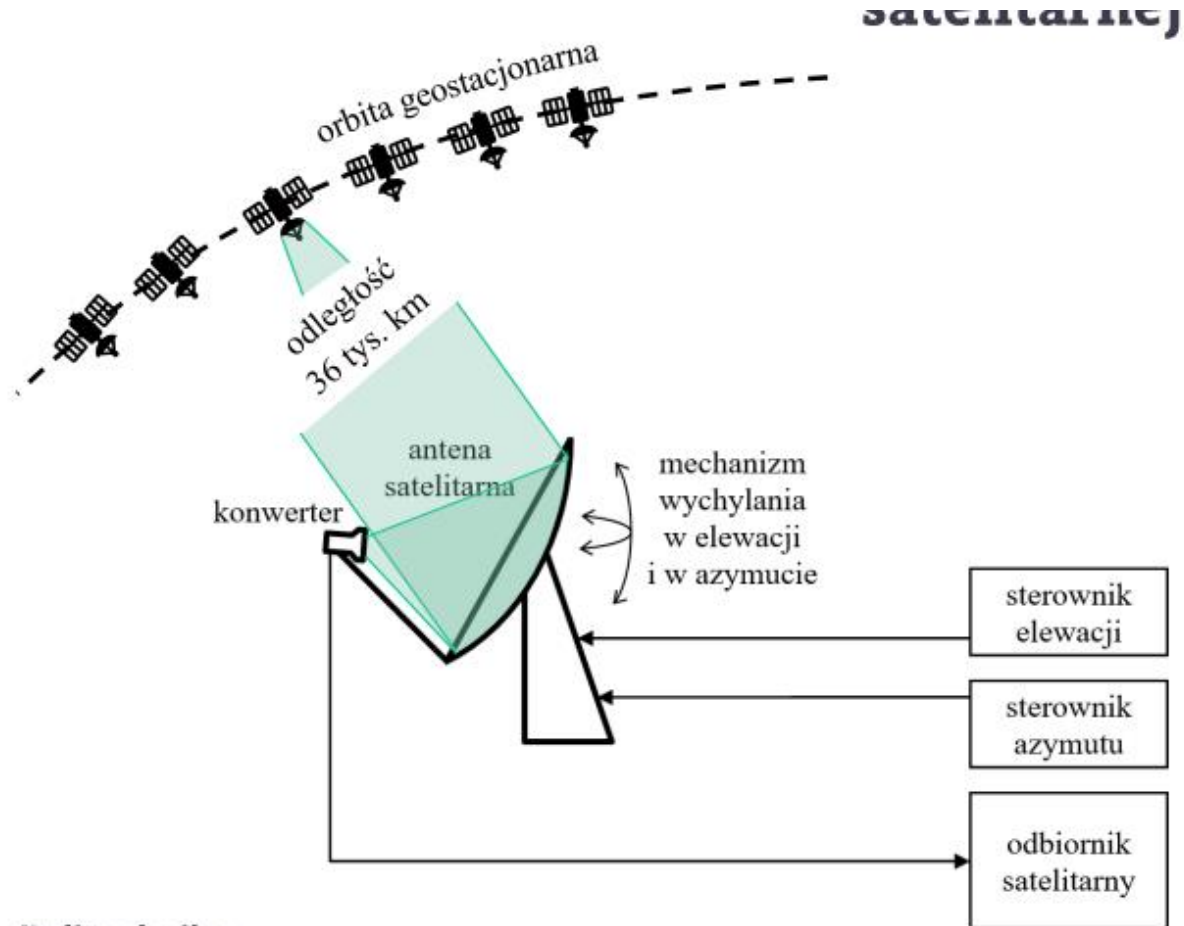 satelitarnej
orbita geostacjonarna
odległość
36 tys. km
antena
satelitarna
konwerter
mechanizm
wychylania
w elewacji
i w azymucie
sterownik
elewacji
sterownik
azymutu
odbiornik
satelitarny